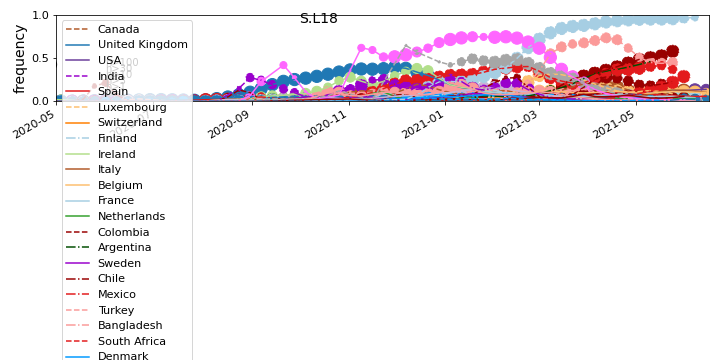 S.L18
frequency
1.0
0.5
0.0
2020-05
2020-09
2020-11
2021-01
2021-03
2021-05
Canada
United Kingdom
USA
India
Spain
Luxembourg
Switzerland
Finland
Ireland
Italy
Belgium
France
Netherlands
Colombia
Argentina
Sweden
Chile
Mexico
Turkey
Bangladesh
South Africa
Denmark